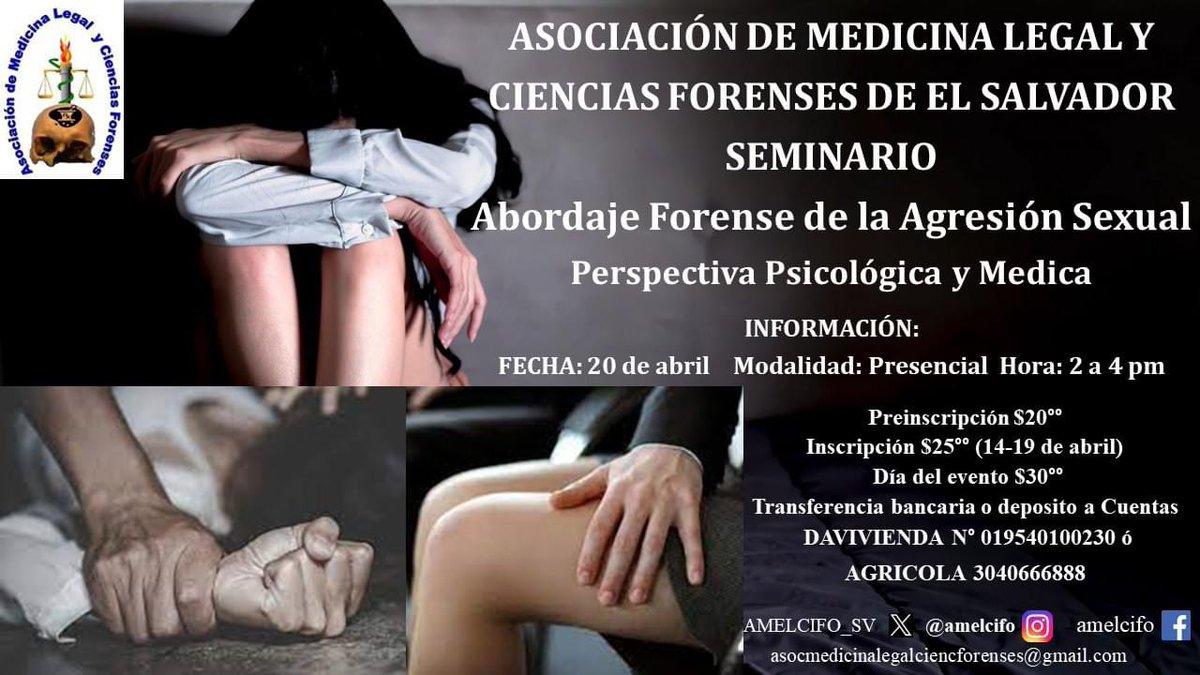 Asociación de Medicina Legal y Ciencias Forenses
ASOCIACIÓN DE MEDICINA LEGAL Y
CIENCIAS FORENSES DE EL SALVADOR
SEMINARIO
Abordaje Forense de la Agresión Sexual
Perspectiva Psicológica y Medica
INFORMACIÓN:
FECHA: 20 de abril Modalidad: Presencial Hora: 2 a 4 pm
Preinscripción $20°°
Inscripción $25°° (14-19 de abril)
Día del evento $30°°
Transferencia bancaria o deposito a Cuentas
DAVIVIENDA N° 019540100230 ó
AGRICOLA 3040666888
AMELCIFO_SV @amelcifo amelcifo
asocmedicinalegalciencforenses@gmail.com